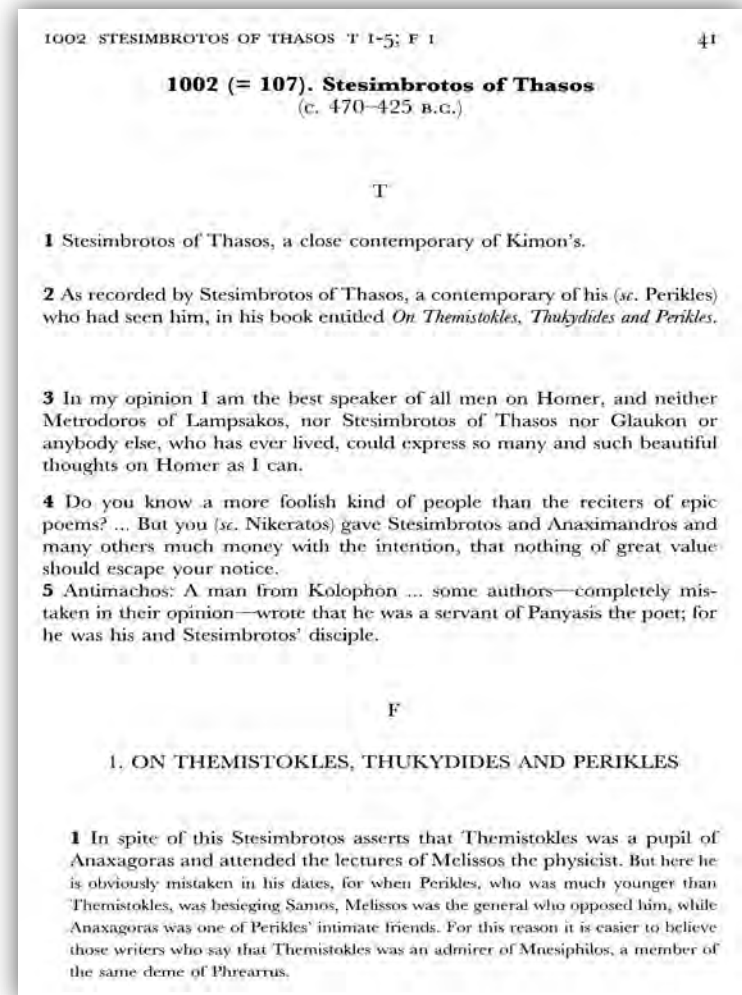 1002 STESIMBROTOS OF THASOS T 1-5; F 1 41
1002 (= 107). Stesimbrotos of Thasos
(c. 470–425 B.C.)
T
1 Stesimbrotos of Thasos, a close contemporary of Kimon's.
2 As recorded by Stesimbrotos of Thasos, a contemporary of his (sc. Perikles)
who had seen him, in his book entitled On Themistokles, Thukydides and Perikles.
3 In my opinion I am the best speaker of all men on Homer, and neither
Metrodoros of Lampsakos, nor Stesimbrotos of Thasos nor Glaukon or
anybody else, who has ever lived, could express so many and such beautiful
thoughts on Homer as I can.
4 Do you know a more foolish kind of people than the reciters of epic
poems? ... But you (sc. Nikeratos) gave Stesimbrotos and Anaximandros and
many others much money with the intention, that nothing of great value
should escape your notice.
5 Antimachos: A man from Kolophon ... some authors—completely mis-
taken in their opinion—wrote that he was a servant of Panyasis the poet; for
he was his and Stesimbrotos' disciple.
F
1. ON THEMISTOKLES, THUKYDIDES AND PERIKLES
1 In spite of this Stesimbrotos asserts that Themistokles was a pupil of
Anaxagoras and attended the lectures of Melissos the physicist. But here he
is obviously mistaken in his dates, for when Perikles, who was much younger than
Themistokles, was besieging Samos, Melissos was the general who opposed him, while
Anaxagoras was one of Perikles' intimate friends. For this reason it is easier to believe
those writers who say that Themistokles was an admirer of Mnesiphilos, a member of
the same deme of Phrearrus.